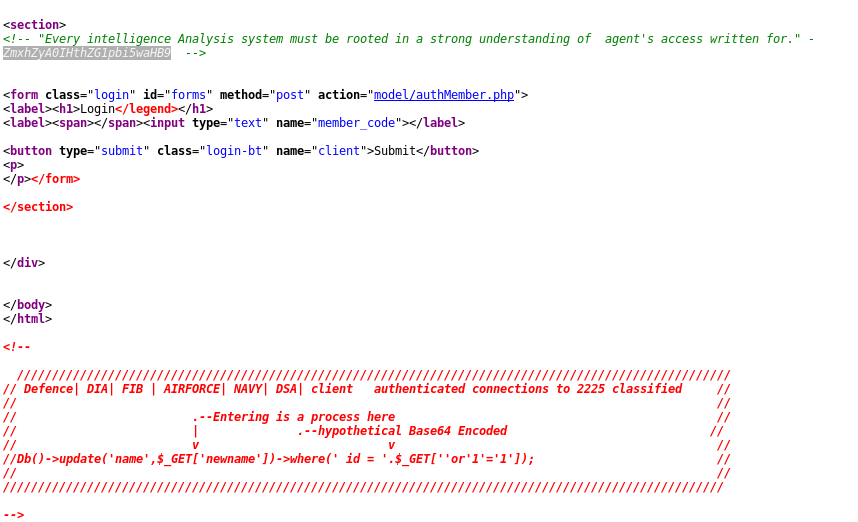 <section>
<!-- "Every intelligence Analysis system must be rooted in a strong understanding of  agent's access written for." -
ZmxhZyA0IHthZG1pbi5waHB9  -->
<form class="login" id="forms" method="post" action="model/authMember.php">
<label><h1>Login</legend></h1>
<label><span></span><input type="text" name="member_code"></label>
<button type="submit" class="login-bt" name="client">Submit</button>
<p>
</p></form>
</section>
</div>
</body>
</html>
<!--
//////////////////////////////////////////////////////////////////////////////////////////////////////
// Defence| DIA| FIB | AIRFORCE| NAVY| DSA| client   authenticated connections to 2225 classified     //
//                                                                                                    //
//                         .--Entering is a process here                                              //
//                         |              .--hypothetical Base64 Encoded                             //
//                         v                           v                                              //
//Db()->update('name',$_GET['newname'])->where(' id = '.$_GET[''or'1'='1']);                          //
//                                                                                                    //
///////////////////////////////////////////////////////////////////////////////////////////////////////
-->